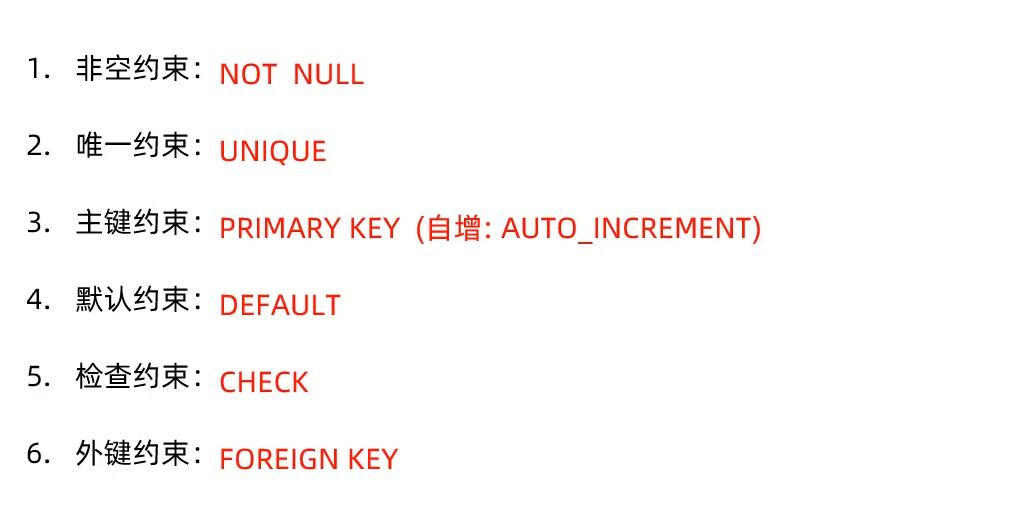 1. 非空约束：NOT NULL
2. 唯一约束：UNIQUE
3. 主键约束：PRIMARY KEY (自增: AUTO_INCREMENT)
4. 默认约束：DEFAULT
5. 检查约束：CHECK
6. 外键约束：FOREIGN KEY